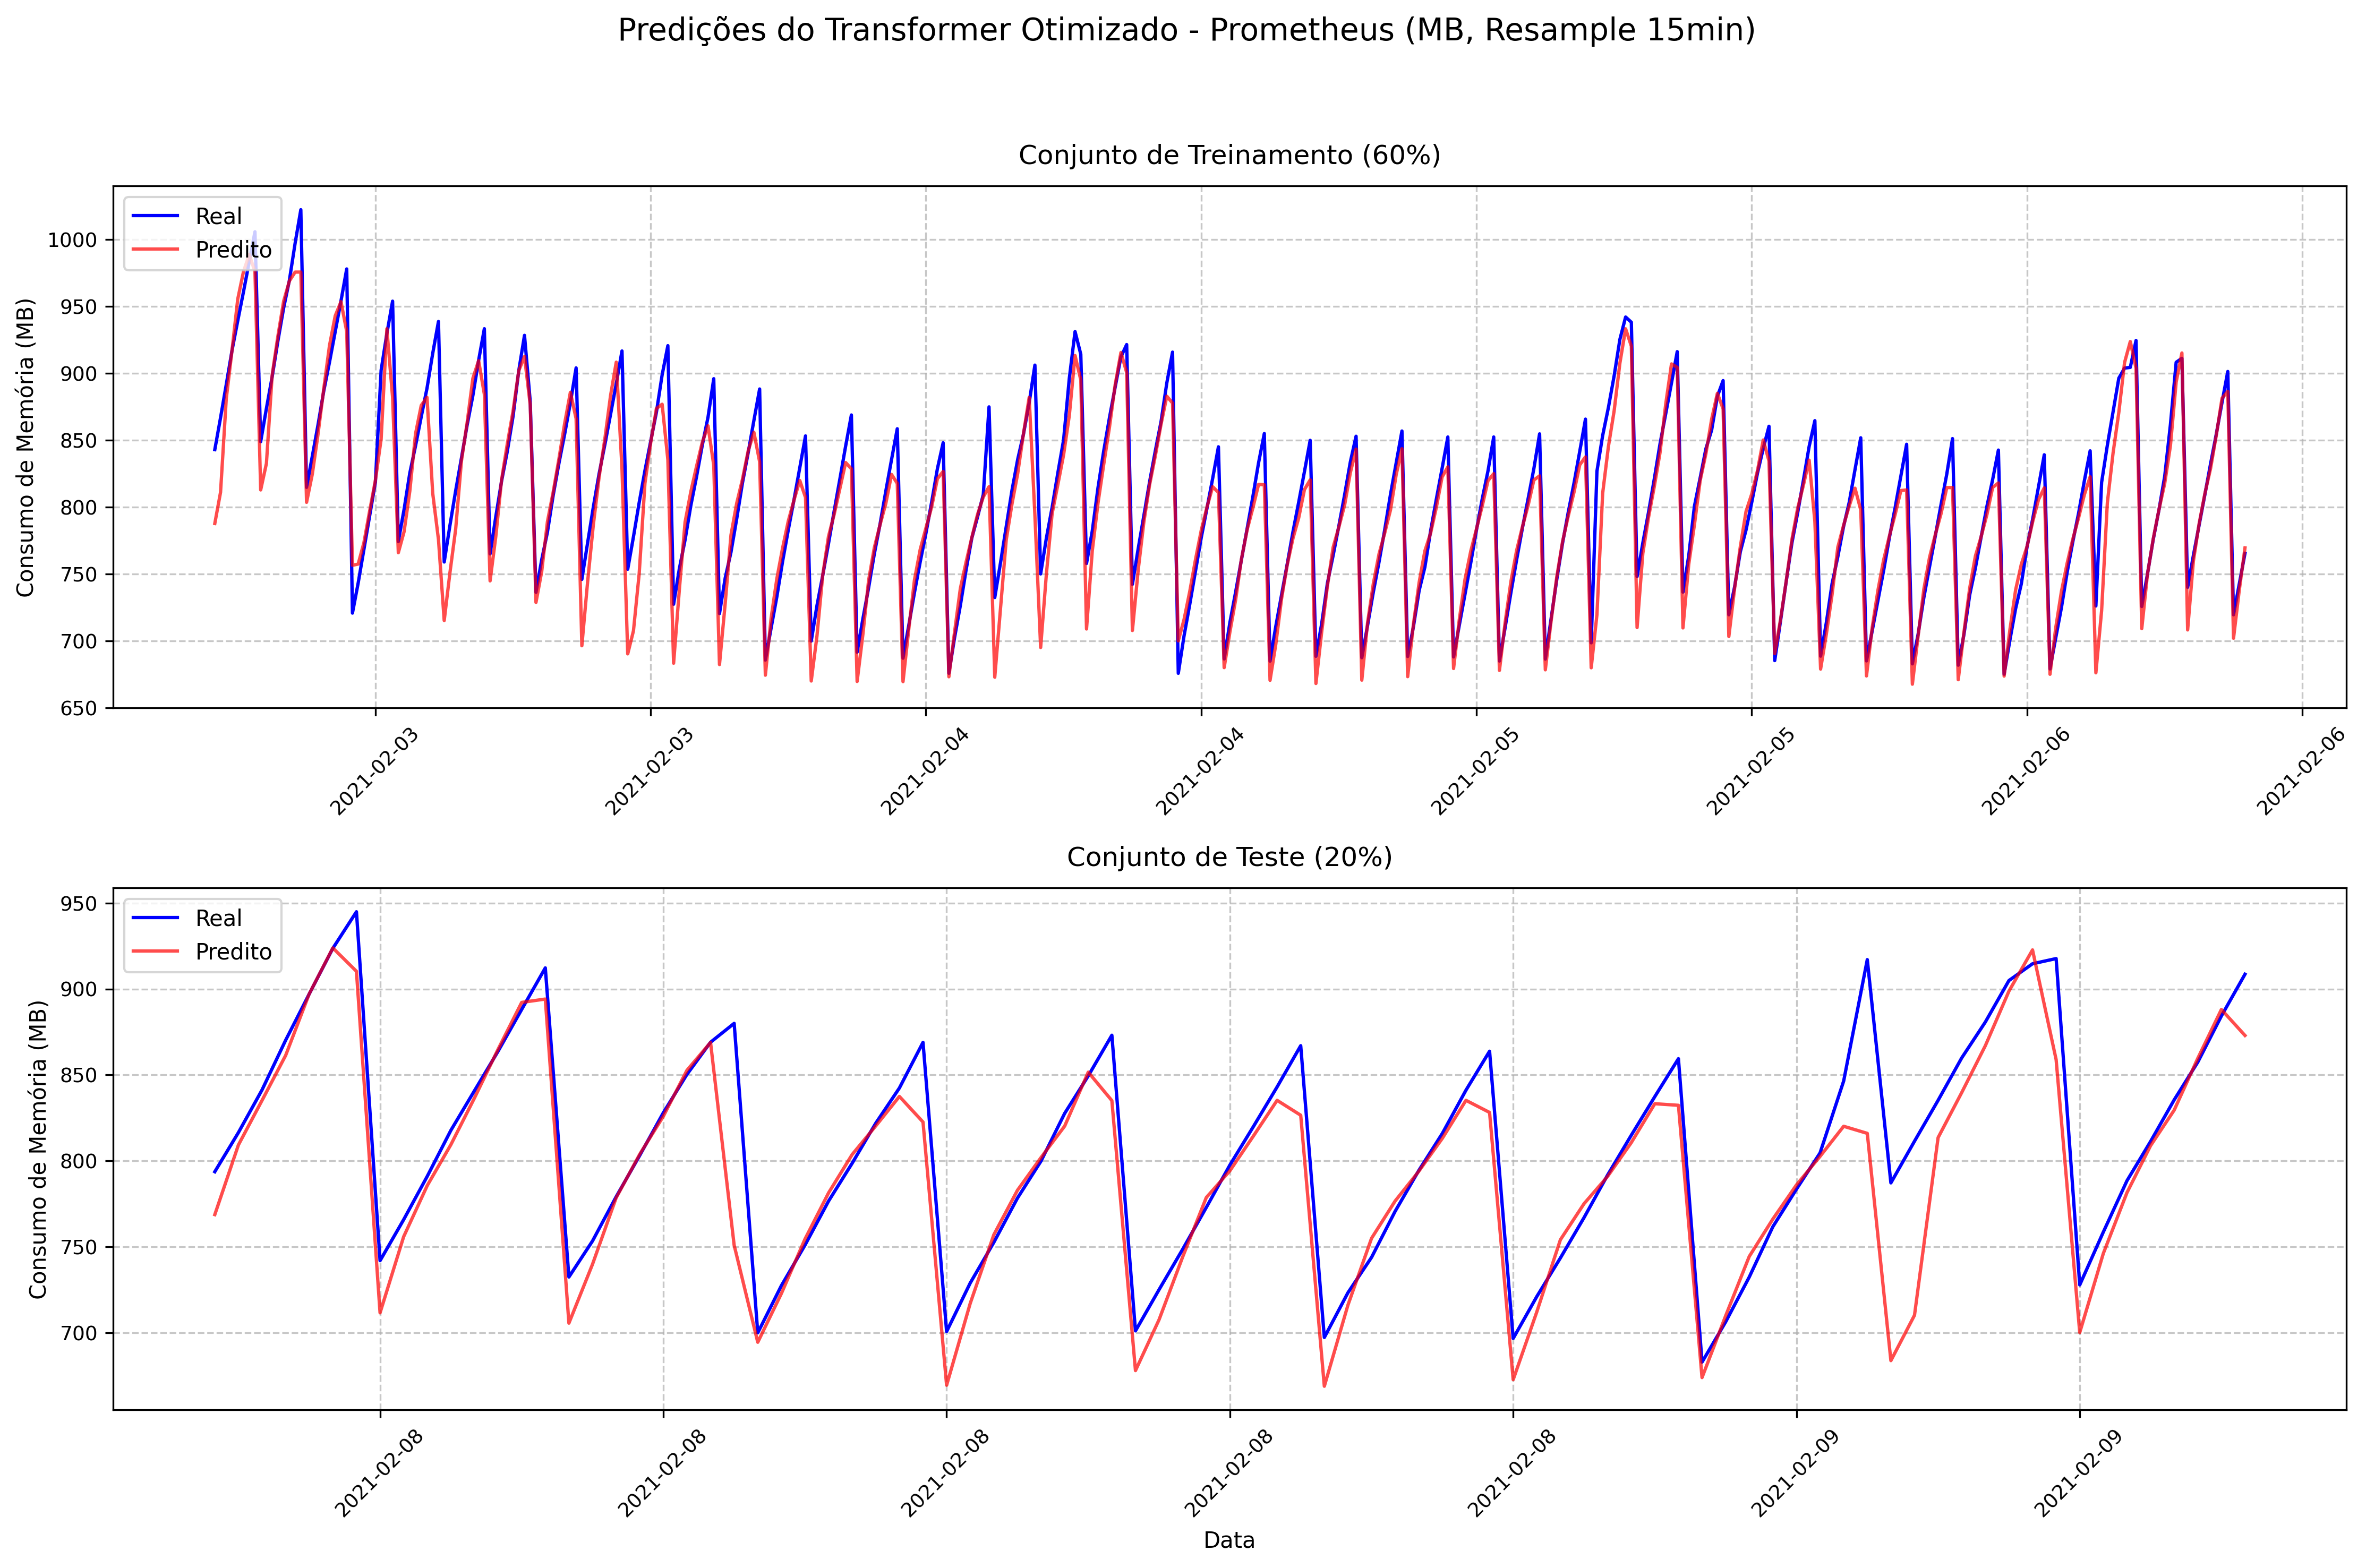 Predições do Transformer Otimizado - Prometheus (MB, Resample 15min)
Conjunto de Treinamento (60%)
Real
Predito
Consumo de Memória (MB)
1000
950
900
850
800
750
700
650
2021-02-03
2021-02-03
2021-02-04
2021-02-04
2021-02-05
2021-02-05
2021-02-06
2021-02-06
Conjunto de Teste (20%)
Real
Predito
Consumo de Memória (MB)
950
900
850
800
750
700
2021-02-08
2021-02-08
2021-02-08
2021-02-08
2021-02-08
2021-02-09
2021-02-09
Data